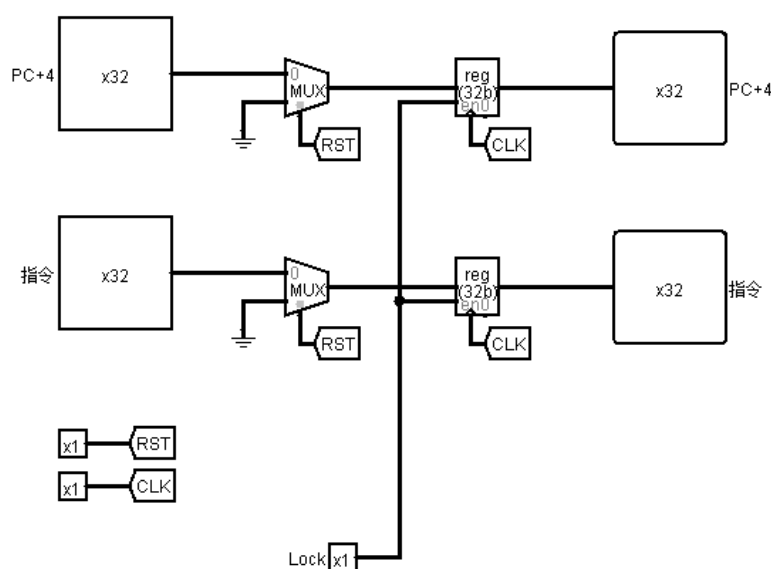 PC+4
x32
0
MUX
RST
reg
(32b)
en0
CLK
x32
PC+4
指令
x32
0
MUX
RST
reg
(32b)
en0
CLK
x32
指令
x1
RST
x1
CLK
Lock x1